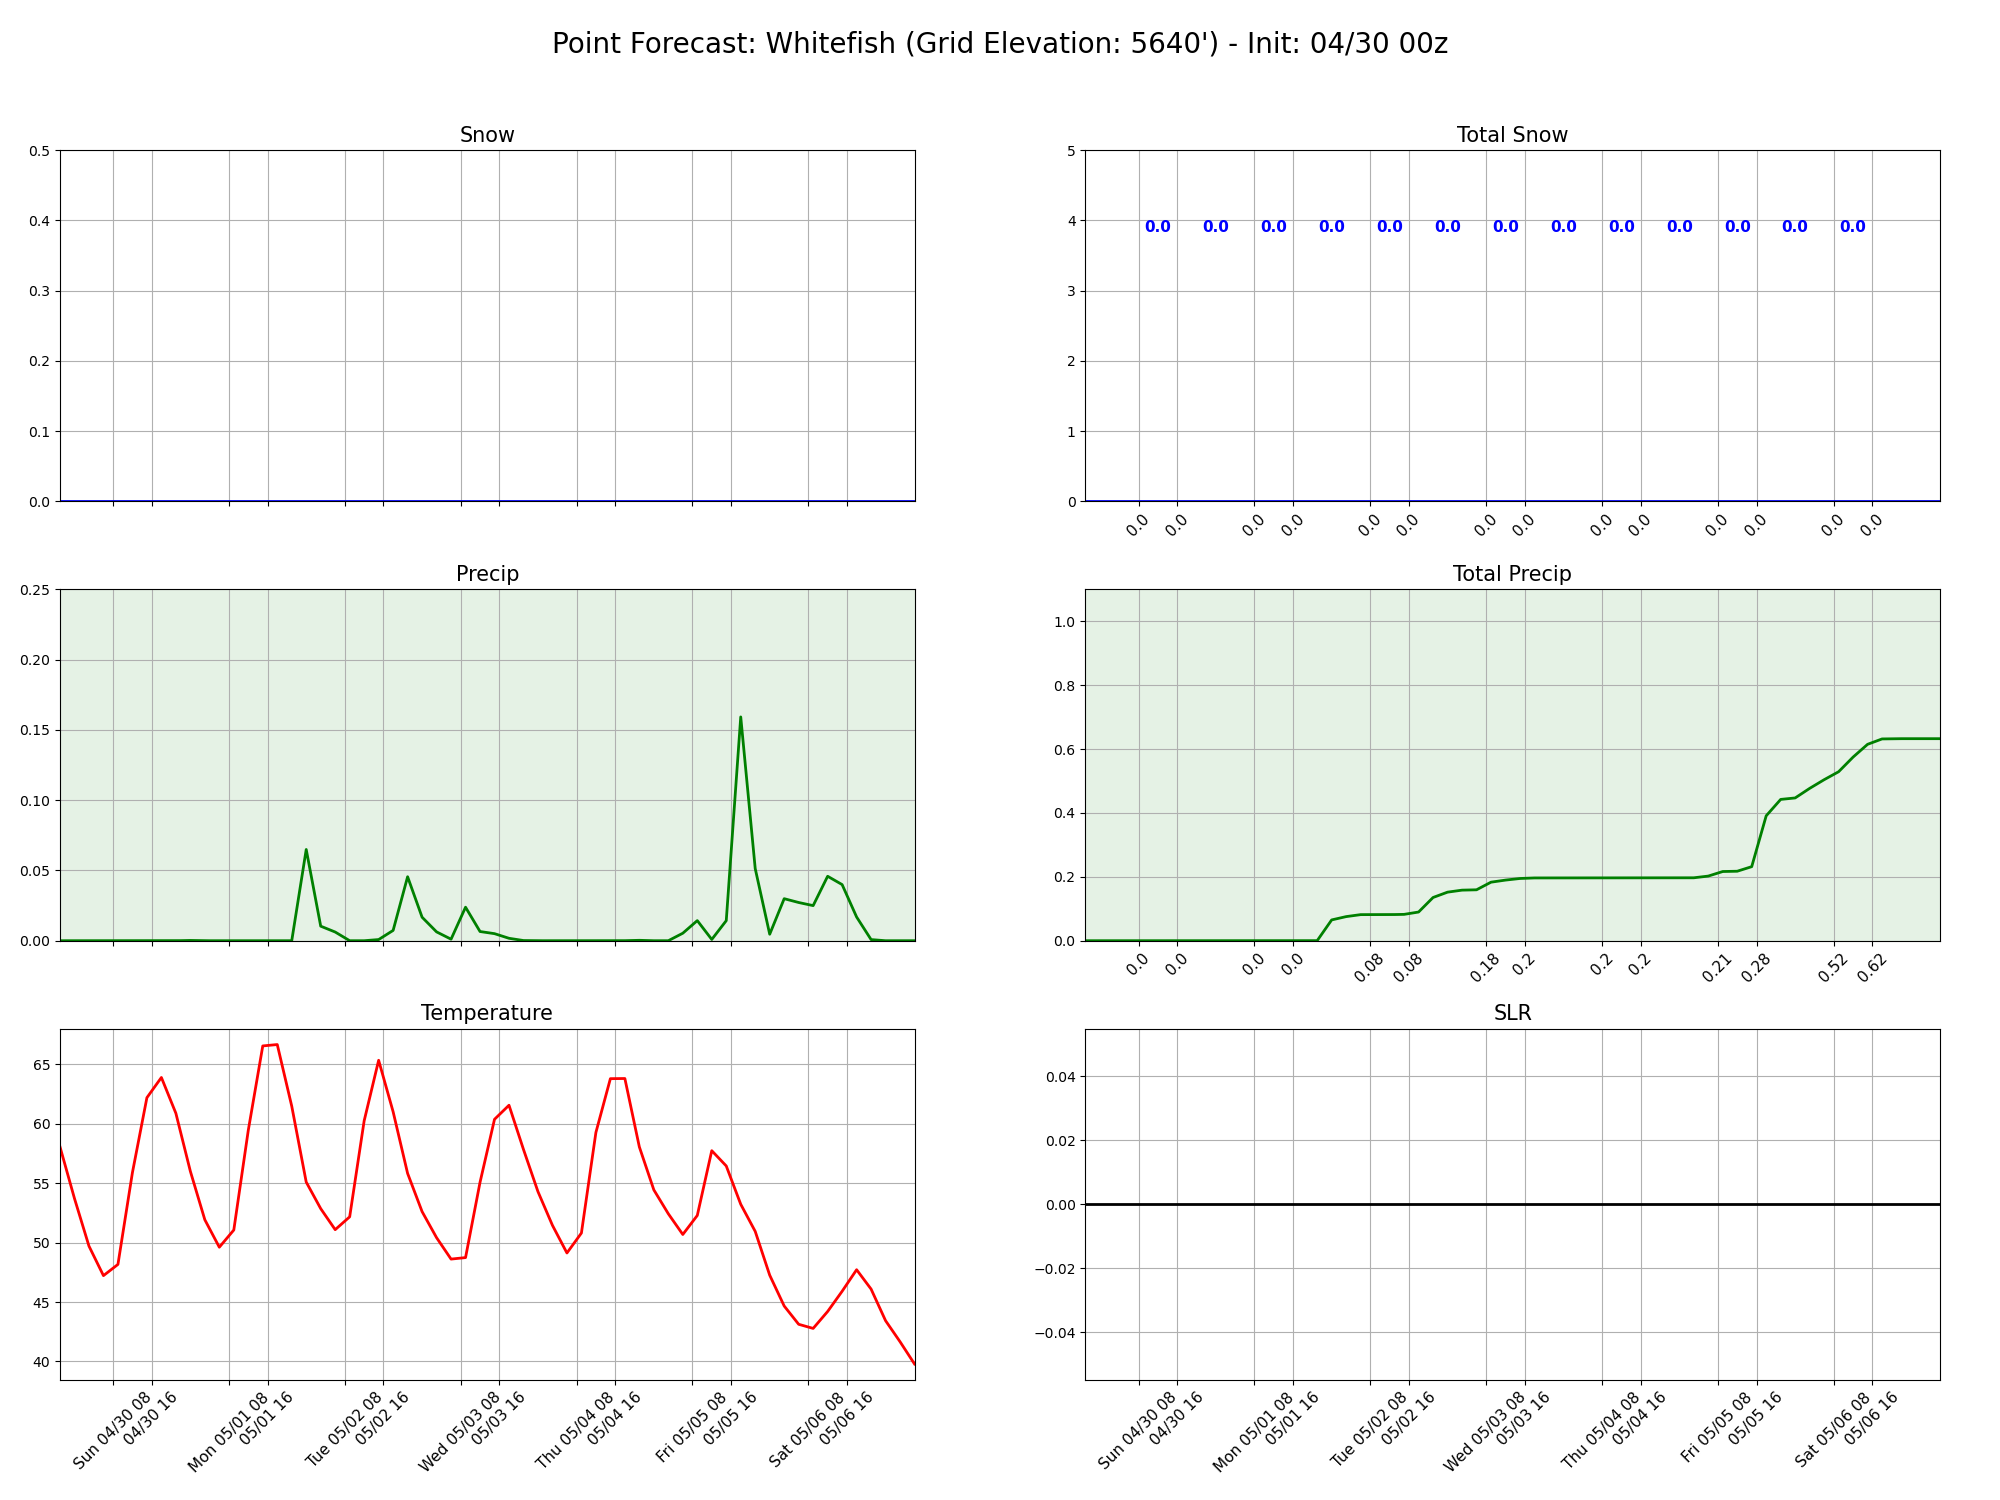 Point Forecast: Whitefish (Grid Elevation: 5640') - Init: 04/30 00z
Snow
0.5
0.4
0.3
0.2
0.1
0.0
Total Snow
5
4
3
2
1
0
0.0 0.0 0.0 0.0 0.0 0.0 0.0 0.0 0.0 0.0 0.0 0.0 0.0
0.0 0.0 0.0 0.0 0.0 0.0 0.0 0.0 0.0 0.0 0.0 0.0 0.0 0.0
Precip
0.25
0.20
0.15
0.10
0.05
0.00
Total Precip
1.0
0.8
0.6
0.4
0.2
0.0
0.0 0.0 0.0 0.0 0.08 0.08 0.18 0.2 0.2 0.2 0.21 0.28 0.52 0.62
Temperature
65
60
55
50
45
40
Sun 04/30 08
04/30 16
Mon 05/01 08
05/01 16
Tue 05/02 08
05/02 16
Wed 05/03 08
05/03 16
Thu 05/04 08
05/04 16
Fri 05/05 08
05/05 16
Sat 05/06 08
05/06 16
SLR
0.04
0.02
0.00
−0.02
−0.04
Sun 04/30 08
04/30 16
Mon 05/01 08
05/01 16
Tue 05/02 08
05/02 16
Wed 05/03 08
05/03 16
Thu 05/04 08
05/04 16
Fri 05/05 08
05/05 16
Sat 05/06 08
05/06 16